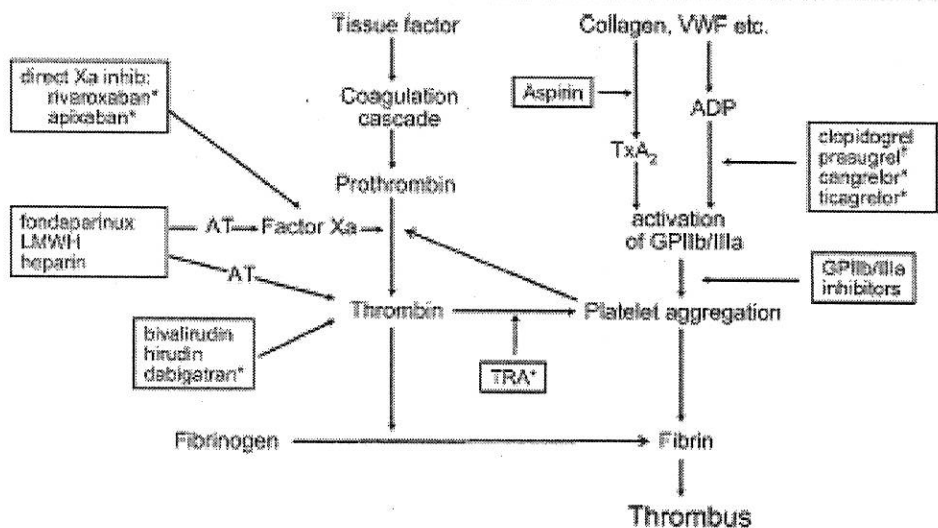 Tissue factor
Collagen, VWF etc.
direct Xa inhib:
rivaroxaban*
apixaban*
Coagulation
cascade
Aspirin
ADP
TxA2
clopidogrel
prasugrel*
cangrelor*
ticagrelor*
Prothrombin
fondaparinux
LMWH
heparin
AT
Factor Xa
activation
of GPIIb/IIIa
AT
GPIIb/IIIa
inhibitors
Thrombin
Platelet aggregation
bivalirudin
hirudin
dabigatran*
TRA*
Fibrinogen
Fibrin
Thrombus